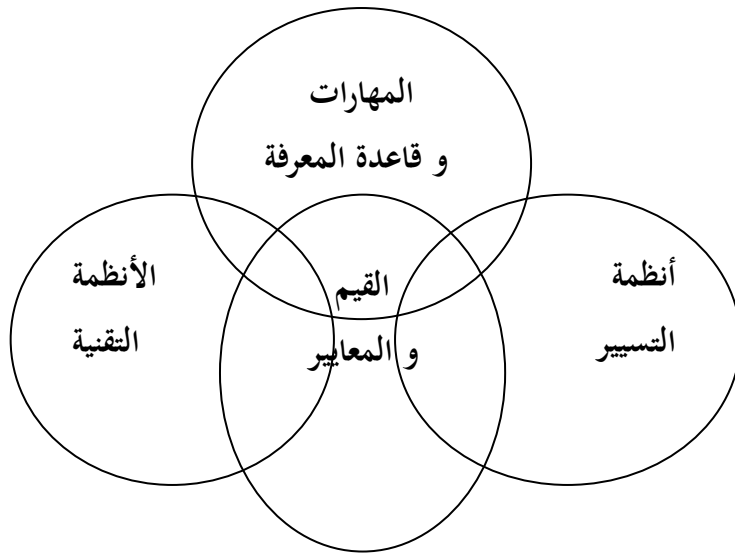 المهارات
و قاعدة المعرفة
أنظمة
التسيير
القيم
و المعايير
الأنظمة
التقنية